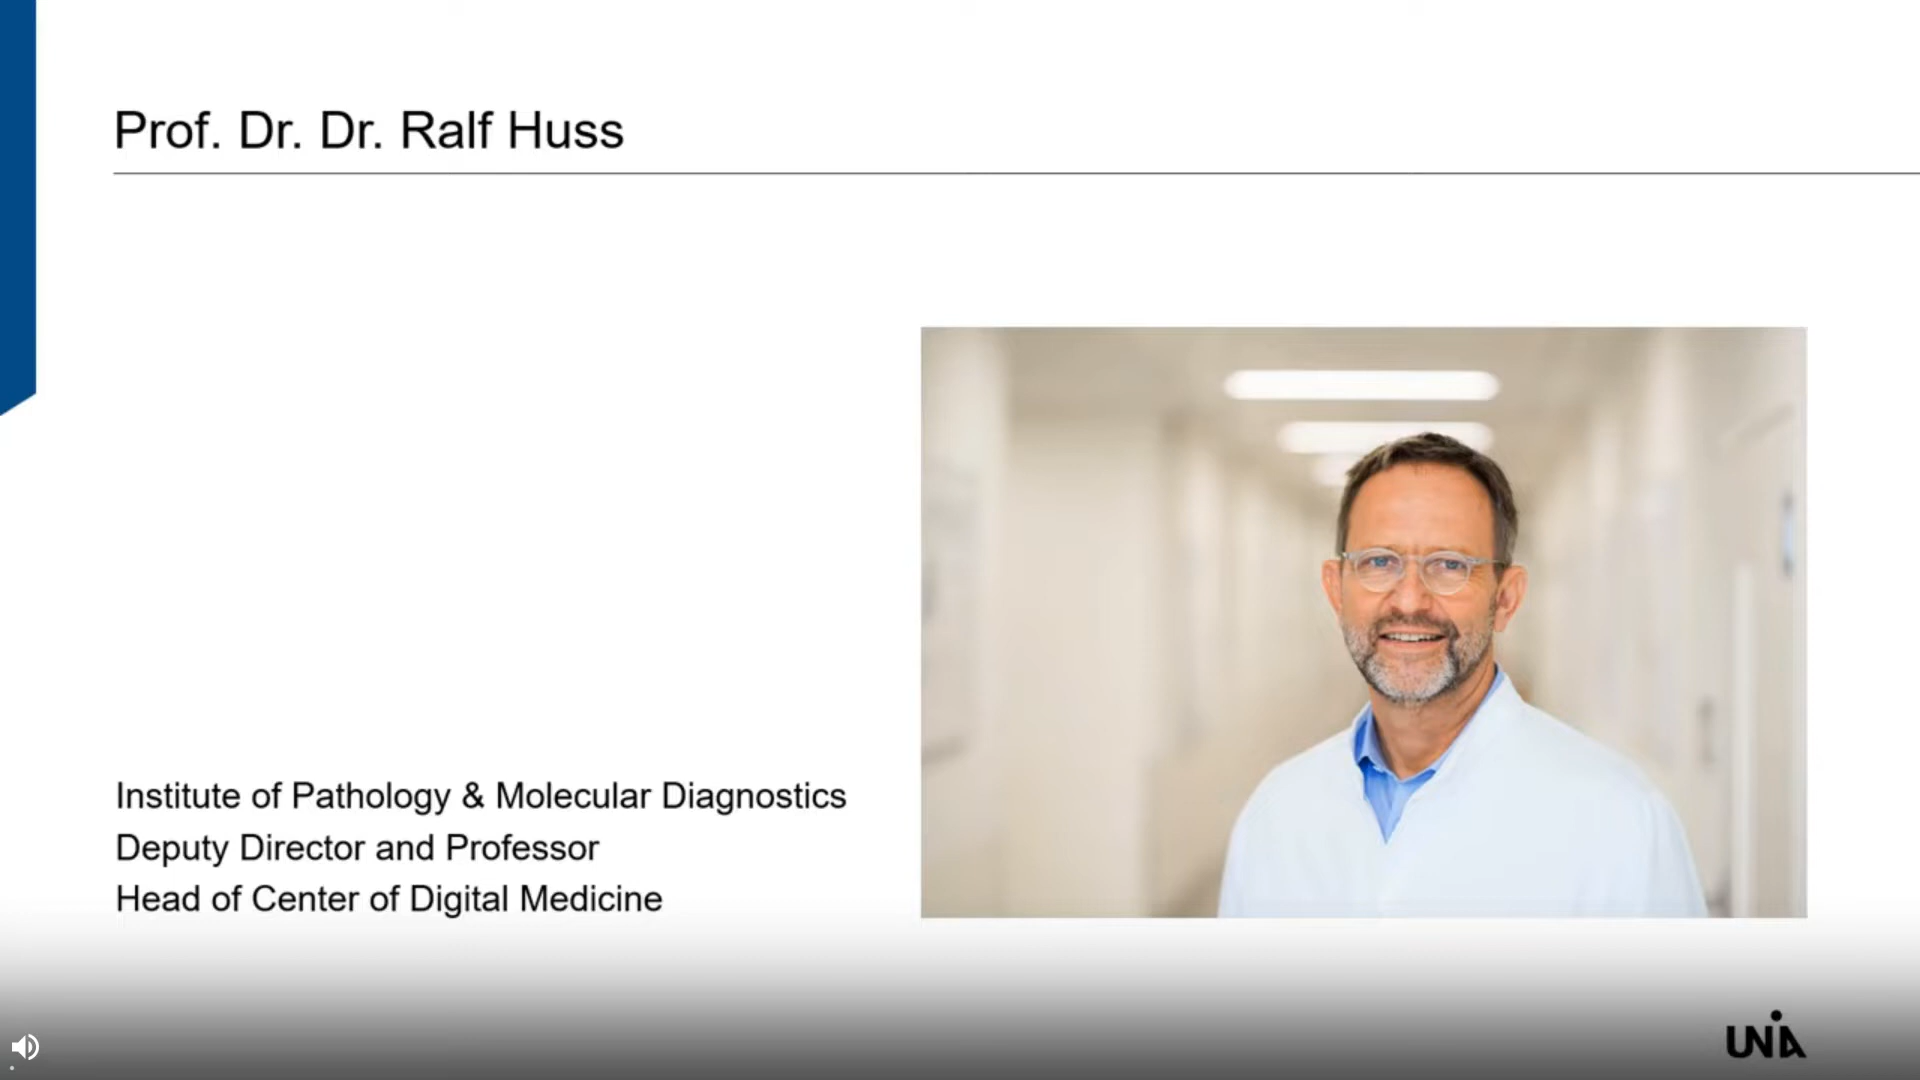 Prof. Dr. Dr. Ralf Huss
Institute of Pathology & Molecular Diagnostics
Deputy Director and Professor
Head of Center of Digital Medicine
UNIA